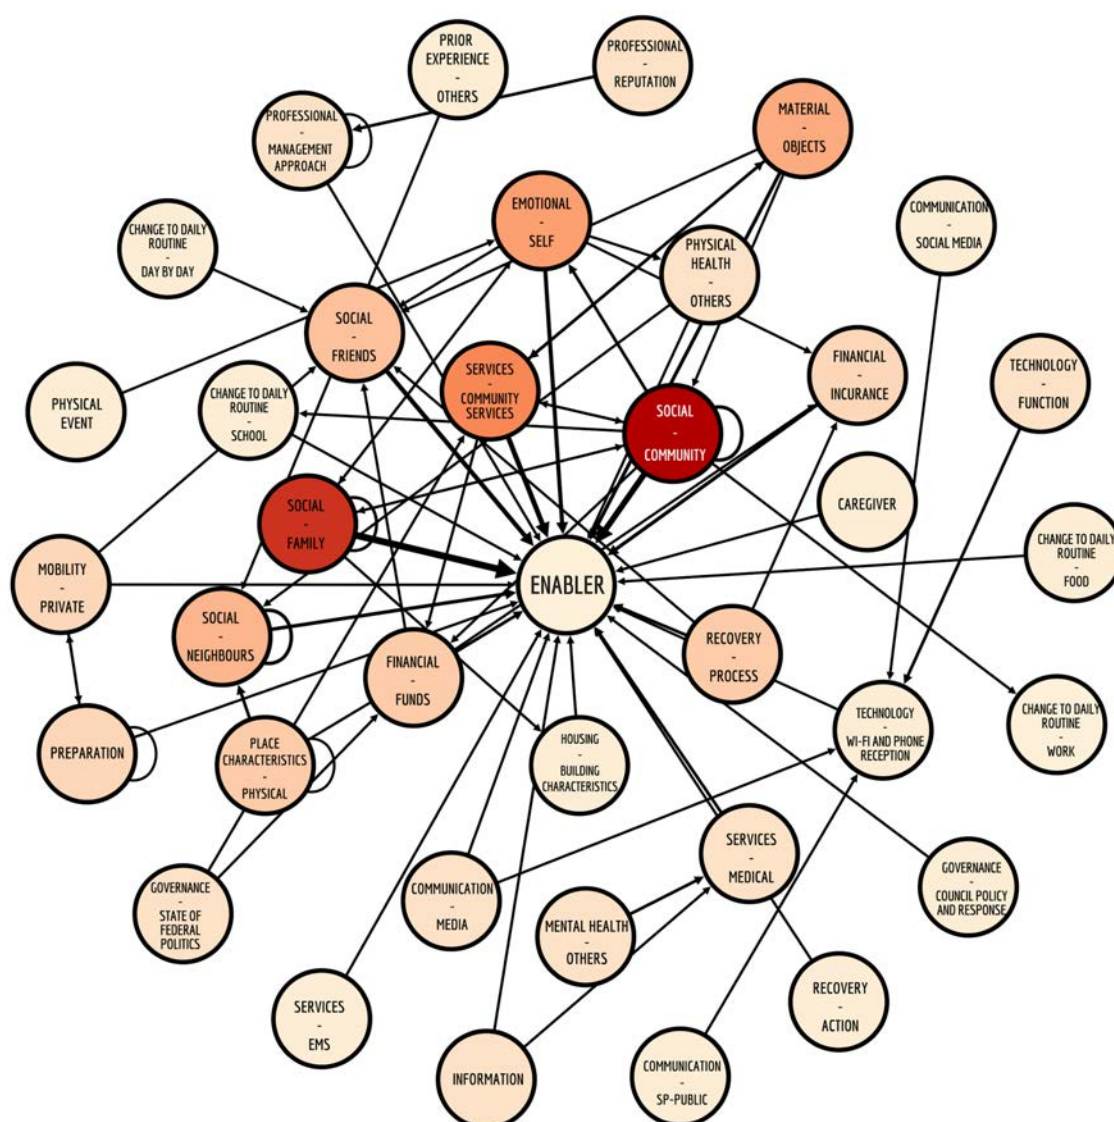 PRIOR
EXPERIENCE
-
OTHERS
PROFESSIONAL
-
REPUTATION
PROFESSIONAL
-
MANAGEMENT
APPROACH
MATERIAL
-
OBJECTS
EMOTIONAL
-
SELF
COMMUNICATION
-
SOCIAL MEDIA
CHANGE TO DAILY
ROUTINE
-
DAY BY DAY
PHYSICAL
HEALTH
-
OTHERS
SOCIAL
-
FRIENDS
SERVICES
-
COMMUNITY
SERVICES
FINANCIAL
-
INCURANCE
TECHNOLOGY
-
FUNCTION
PHYSICAL
EVENT
CHANGE TO DAILY
ROUTINE
-
SCHOOL
SOCIAL
-
COMMUNITY
CAREGIVER
SOCIAL
-
FAMILY
CHANGE TO DAILY
ROUTINE
-
FOOD
MOBILITY
-
PRIVATE
ENABLER
SOCIAL
-
NEIGHBOURS
FINANCIAL
-
FUNDS
RECOVERY
-
PROCESS
PREPARATION
PLACE
CHARACTERISTICS
-
PHYSICAL
HOUSING
-
BUILDING
CHARACTERISTICS
TECHNOLOGY
-
WI-FI AND PHONE
RECEPTION
CHANGE TO DAILY
ROUTINE
-
WORK
SERVICES
-
MEDICAL
GOVERNANCE
-
STATE OF
FEDERAL
POLITICS
COMMUNICATION
-
MEDIA
MENTAL HEALTH
-
OTHERS
GOVERNANCE
-
COUNCIL POLICY
AND RESPONSE
SERVICES
-
EMS
RECOVERY
-
ACTION
INFORMATION
COMMUNICATION
-
SP-PUBLIC